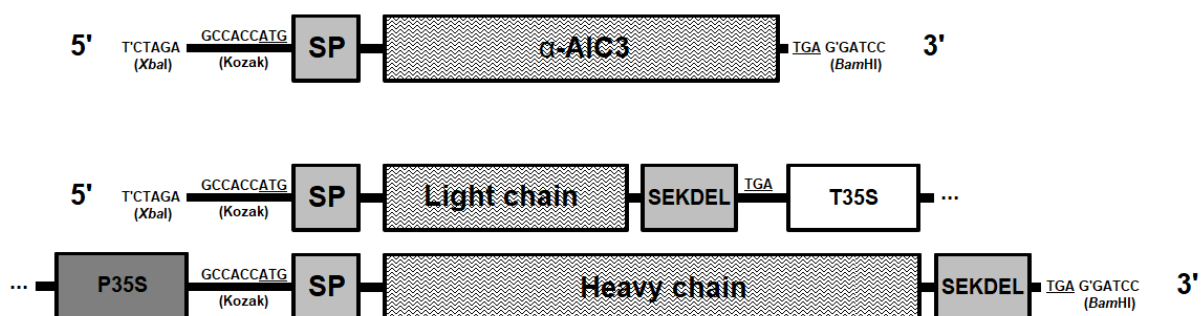 5' T'CTAGA GCCACCATG SP α-AIC3 TGA G'GATCC 3'
(XbaI) (Kozak) (BamHI)
5' T'CTAGA GCCACCATG SP Light chain SEKDEL TGA T35S ...
(XbaI) (Kozak)
... P35S GCCACCATG SP Heavy chain SEKDEL TGA G'GATCC 3'
(Kozak) (BamHI)